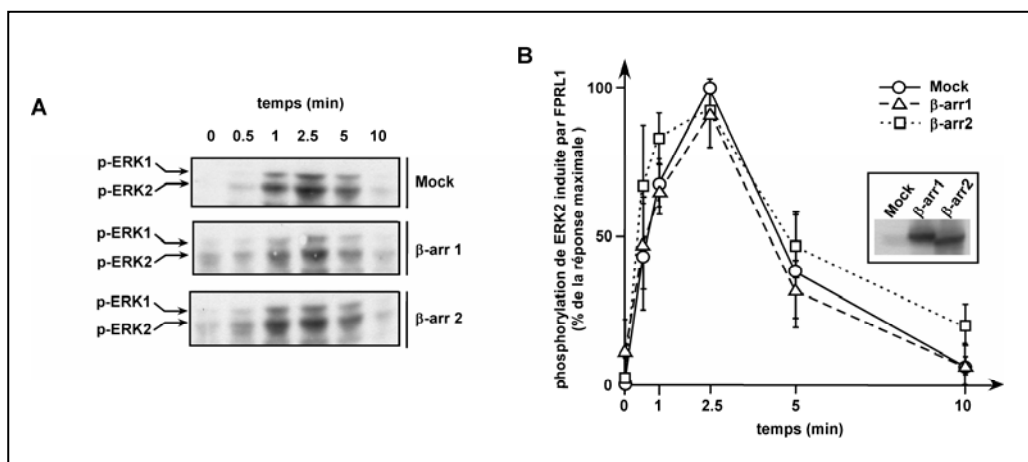 A
temps (min)
0 0.5 1 2.5 5 10
p-ERK1
p-ERK2
Mock
p-ERK1
p-ERK2
β-arr 1
p-ERK1
p-ERK2
β-arr 2
B
phosphorylation de ERK2 induite par FPRL1
(% de la réponse maximale)
100
50
0
0 1 2.5 5 10
temps (min)
Mock
β-arr1
β-arr2
Mock
β-arr1
β-arr2